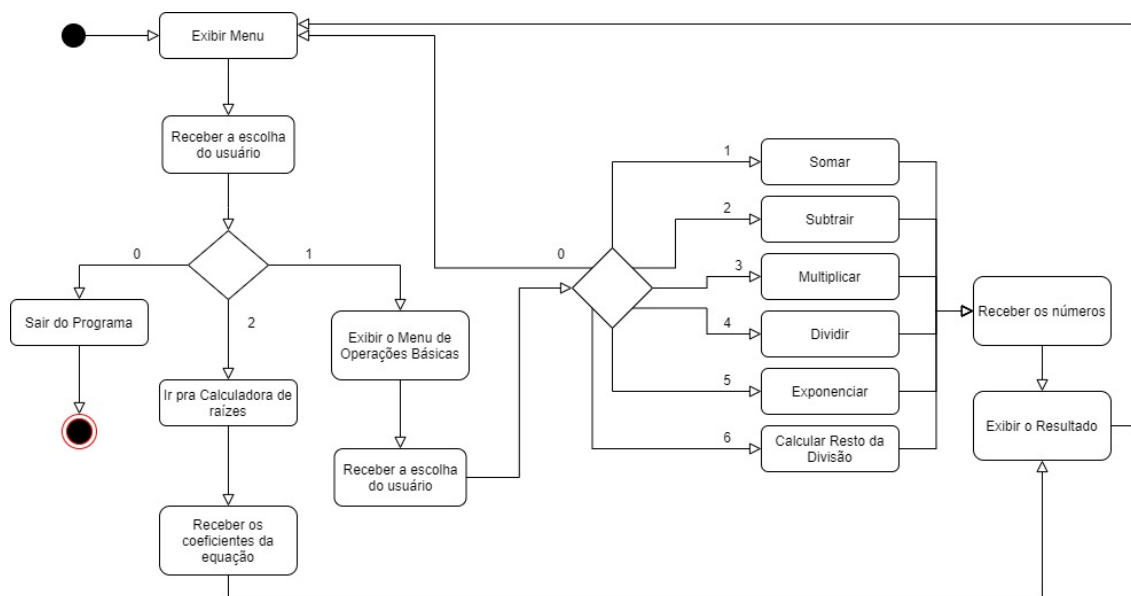 Exibir Menu
Receber a escolha
do usuário
0
1
2
Sair do Programa
Ir pra Calculadora de
raízes
Receber os
coeficientes da
equação
Exibir o Menu de
Operações Básicas
Receber a escolha
do usuário
0
1
Somar
2
Subtrair
3
Multiplicar
4
Dividir
5
Exponenciar
6
Calcular Resto da
Divisão
Receber os números
Exibir o Resultado